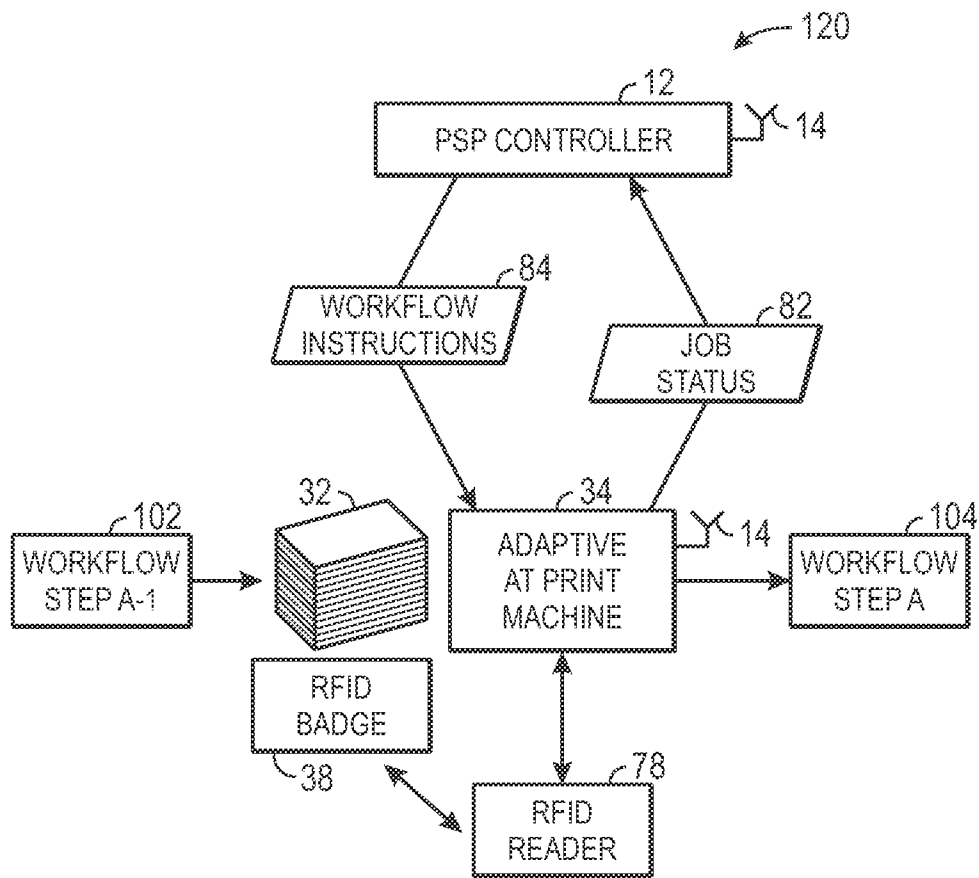 120
12
PSP CONTROLLER
14
84
WORKFLOW
INSTRUCTIONS
82
JOB
STATUS
102
WORKFLOW
STEP A-1
32
34
ADAPTIVE
AT PRINT
MACHINE
14
104
WORKFLOW
STEP A
RFID
BADGE
38
78
RFID
READER